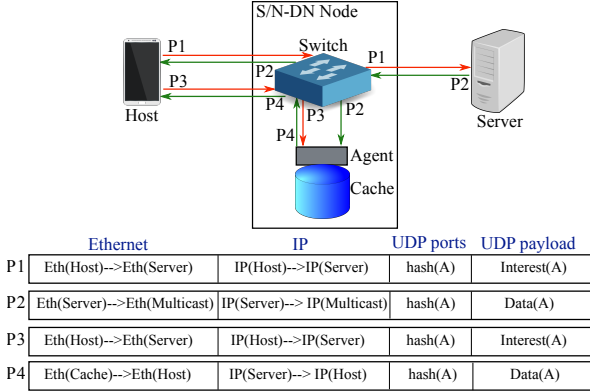 S/N-DN Node
P1
Switch
P1
P2
P3
P2
P4
Host
Server
P4
P3
P2
Agent
Cache
Ethernet IP UDP ports UDP payload
P1 Eth(Host)-->Eth(Server) IP(Host)-->IP(Server) hash(A) Interest(A)
P2 Eth(Server)-->Eth(Multicast) IP(Server)--> IP(Multicast) hash(A) Data(A)
P3 Eth(Host)-->Eth(Server) IP(Host)-->IP(Server) hash(A) Interest(A)
P4 Eth(Cache)-->Eth(Host) IP(Server)--> IP(Host) hash(A) Data(A)